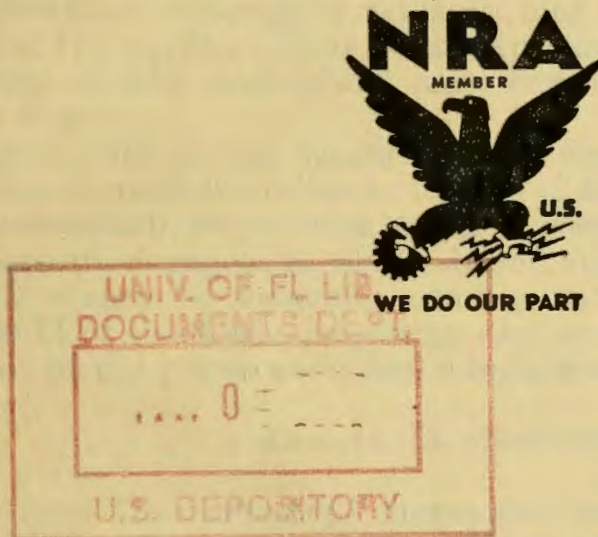 NRA
MEMBER
U.S.
WE DO OUR PART
UNIV. OF FL LIB.
DOCUMENTS DEPT.
U.S. DEPOSITORY